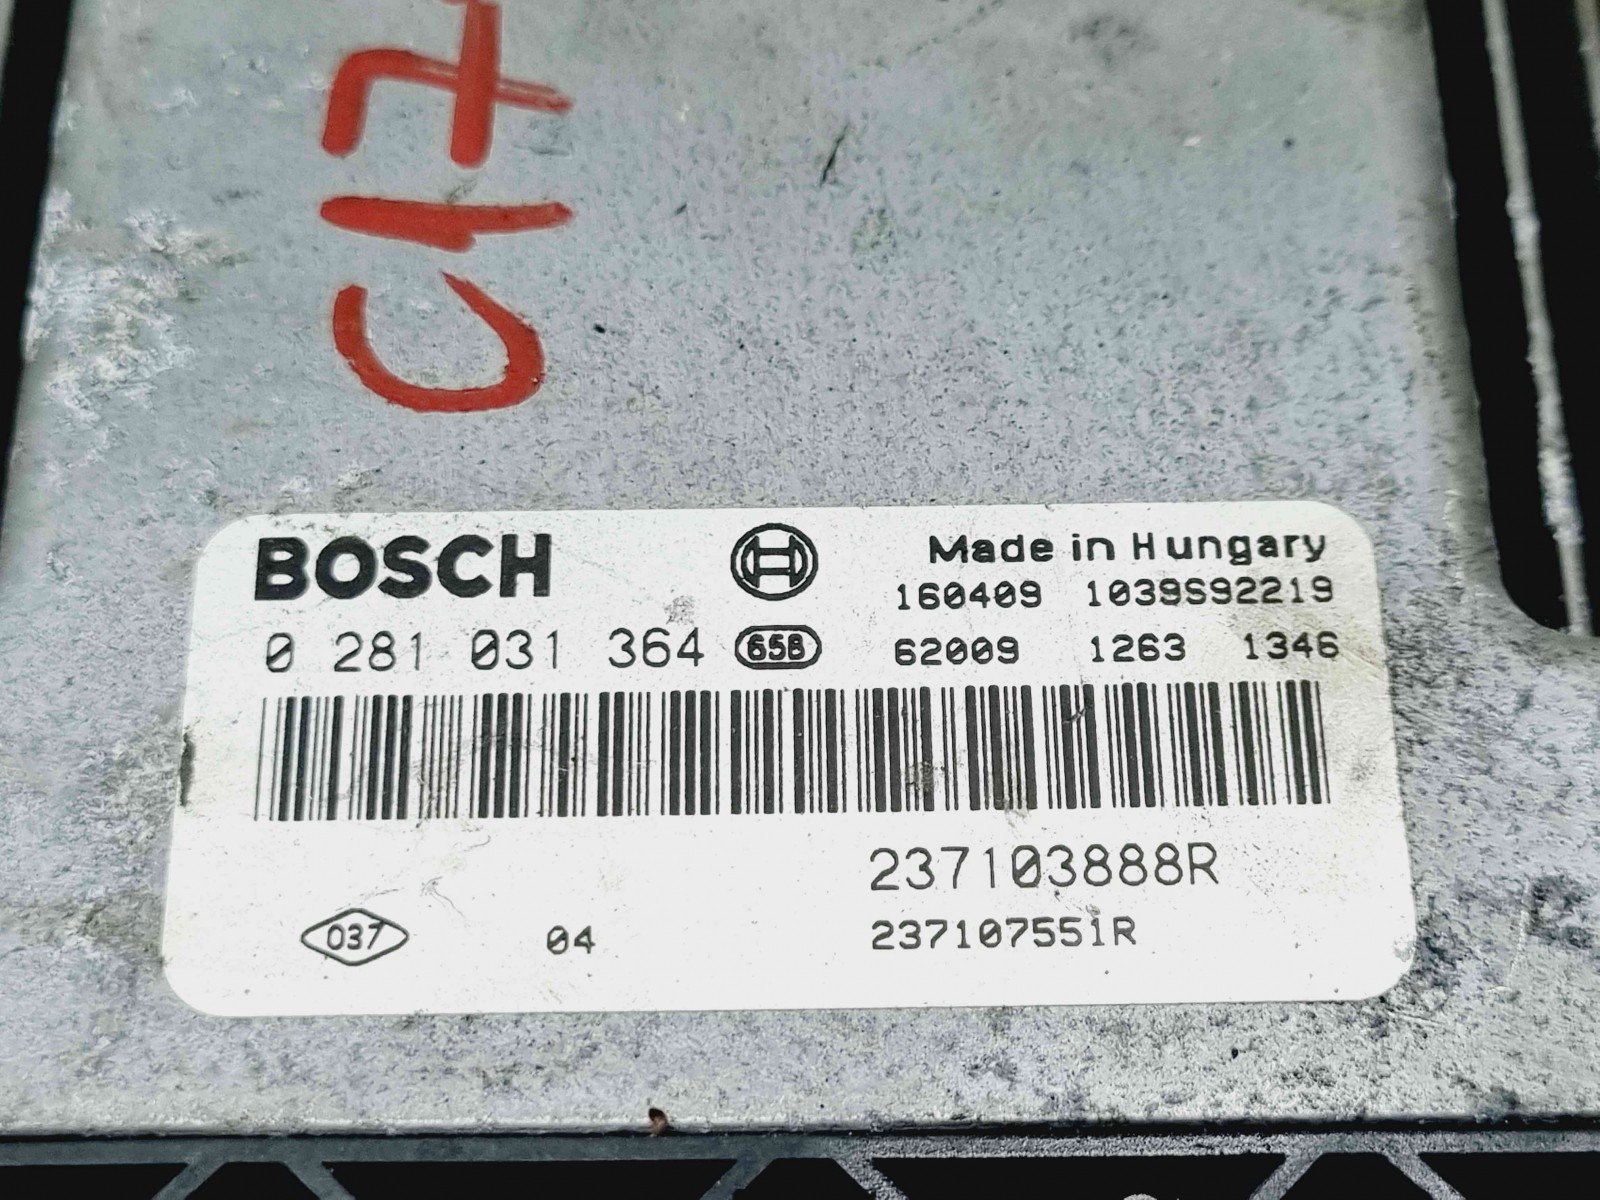 C17
BOSCH
Made in Hungary
160409 1039S92219
0 281 031 364 658 62009 1263 1346
237103888R
037 04 237107551R